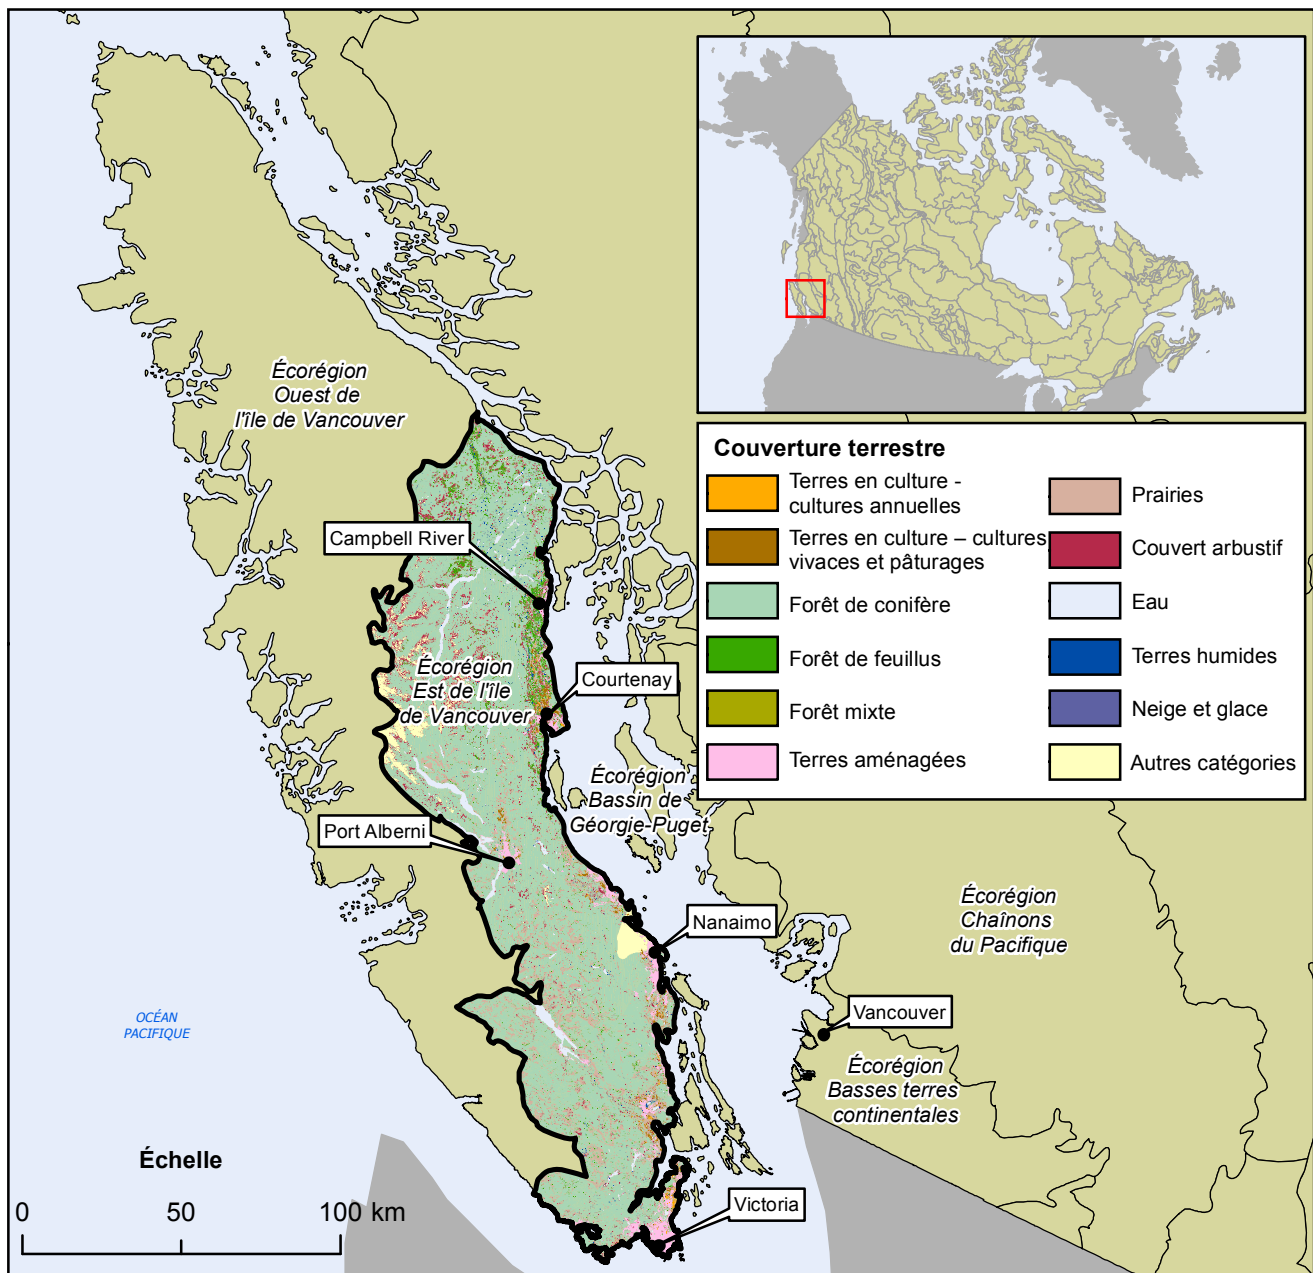 Écorégion
Ouest de
l'île de Vancouver
Campbell River
Écorégion
Est de l'île
de Vancouver
Courtenay
Écorégion
Bassin de
Géorgie-Puget
Port Alberni
Nanaimo
Écorégion
Chaînons
du Pacifique
OCÉAN
PACIFIQUE
Vancouver
Écorégion
Basses terres
continentales
Victoria
Échelle
0 50 100 km
Couverture terrestre
Terres en culture -
cultures annuelles
Terres en culture – cultures
vivaces et pâturages
Forêt de conifère
Forêt de feuillus
Forêt mixte
Terres aménagées
Prairies
Couvert arbustif
Eau
Terres humides
Neige et glace
Autres catégories